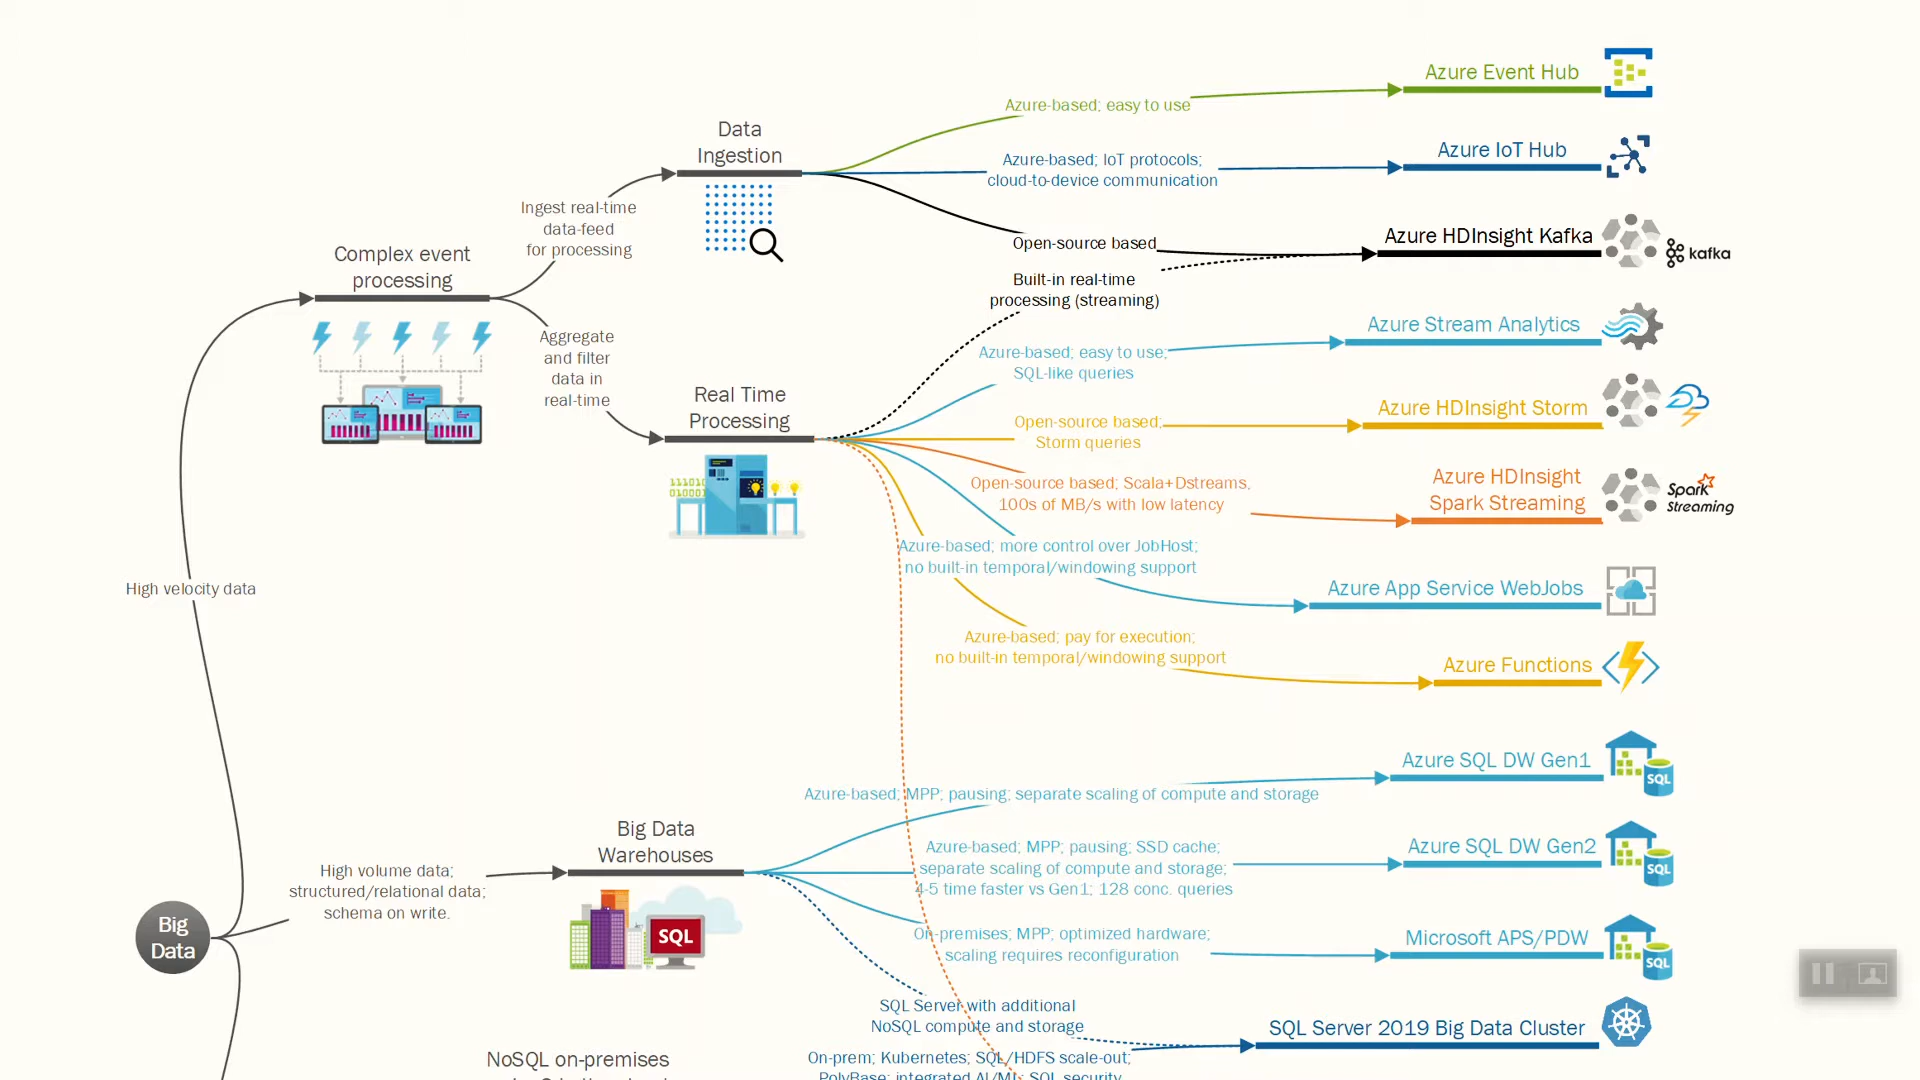 Azure Event Hub
Azure-based; easy to use
Data
Ingestion
Azure IoT Hub
Azure-based; IoT protocols;
cloud-to-device communication
Ingest real-time
data-feed
for processing
Azure HDInsight Kafka
kafka
Open-source based
Complex event
processing
Built-in real-time
processing (streaming)
Azure Stream Analytics
Aggregate
and filter
data in
real-time
Azure-based; easy to use;
SQL-like queries
Real Time
Processing
Azure HDInsight Storm
Open-source based;
Storm queries
Azure HDInsight
Spark Streaming
Spark
Streaming
Open-source based; Scala+Dstreams,
100s of MB/s with low latency
Azure-based; more control over JobHost;
no built-in temporal/windowing support
High velocity data
Azure App Service WebJobs
Azure-based; pay for execution;
no built-in temporal/windowing support
Azure Functions
Azure SQL DW Gen1
SQL
Azure-based; MPP; pausing; separate scaling of compute and storage
Big Data
Warehouses
SQL
Azure SQL DW Gen2
SQL
Azure-based; MPP; pausing; SSD cache;
separate scaling of compute and storage;
4-5 time faster vs Gen1; 128 conc. queries
High volume data;
structured/relational data;
schema on write.
Big
Data
On-premises; MPP; optimized hardware;
scaling requires reconfiguration
Microsoft APS/PDW
SQL
SQL Server with additional
NoSQL compute and storage
SQL Server 2019 Big Data Cluster
NoSQL on-premises
On-prem; Kubernetes; SQL/HDFS scale-out;
PolyBase; integrated AI/ML; SQL security